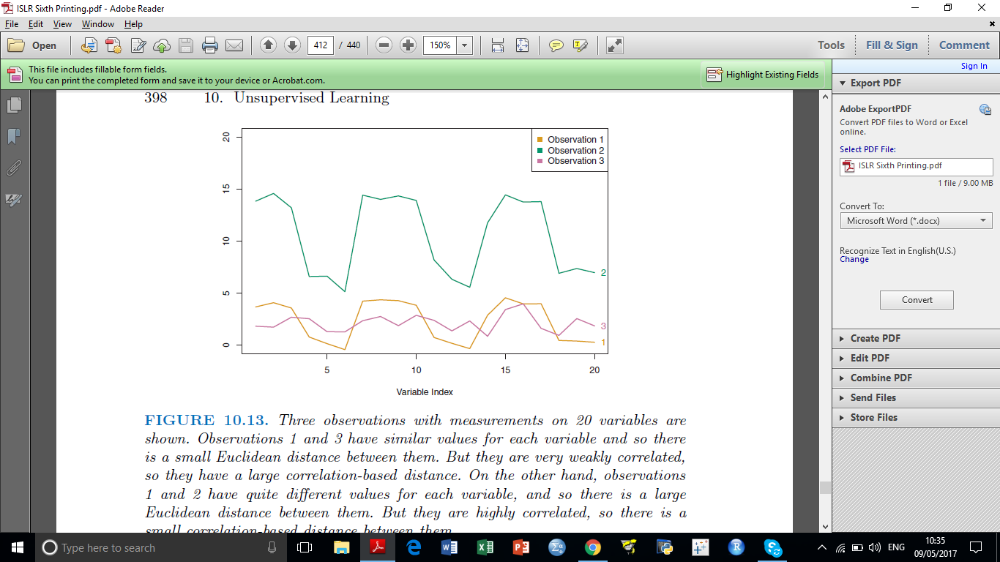 ISLR Sixth Printing.pdf - Adobe Reader
File Edit View Window Help
Open 412 / 440 150% Tools Fill & Sign Comment
This file includes fillable form fields.
You can print the completed form and save it to your device or Acrobat.com.
Highlight Existing Fields
Sign In
398 10. Unsupervised Learning
20
15
10
5
0
Observation 1
Observation 2
Observation 3
2
3
1
5 10 15 20
Variable Index
FIGURE 10.13. Three observations with measurements on 20 variables are
shown. Observations 1 and 3 have similar values for each variable and so there
is a small Euclidean distance between them. But they are very weakly correlated,
so they have a large correlation-based distance. On the other hand, observations
1 and 2 have quite different values for each variable, and so there is a large
Euclidean distance between them. But they are highly correlated, so there is a
small correlation-based distance between them.
Export PDF
Adobe ExportPDF
Convert PDF files to Word or Excel
online.
Select PDF File:
ISLR Sixth Printing.pdf
1 file / 9.00 MB
Convert To:
Microsoft Word (*.docx)
Recognize Text in English(U.S.)
Change
Convert
Create PDF
Edit PDF
Combine PDF
Send Files
Store Files
Type here to search
ENG
10:35
09/05/2017